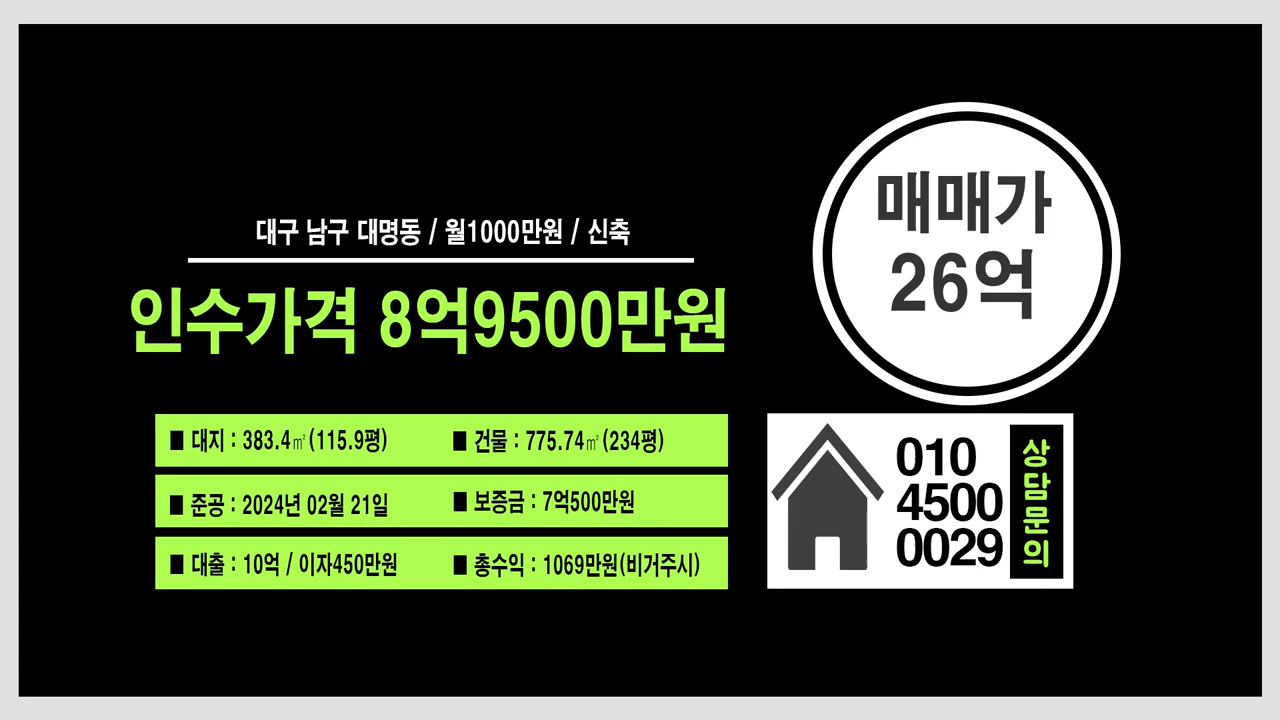 대구 남구 대명동 / 월1000만원 / 신축
인수가격 8억9500만원
매매가
26억
■ 대지 : 383.4㎡(115.9평)
■ 건물 : 775.74㎡(234평)
■ 준공 : 2024년 02월 21일
■ 보증금 : 7억500만원
■ 대출 : 10억 / 이자450만원
■ 총수익 : 1069만원(비거주시)
010
4500
0029
상담문의